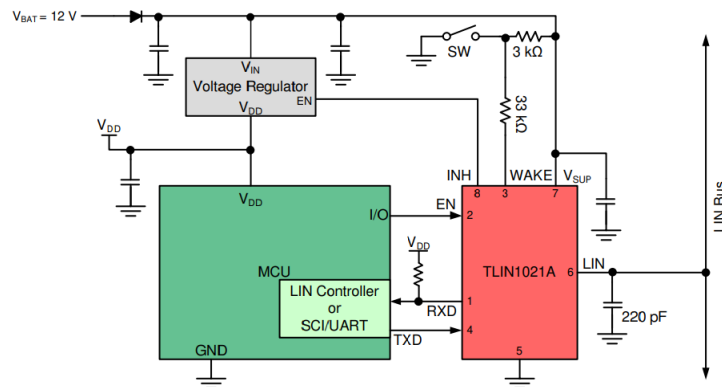 V_BAT = 12 V
SW
3 kΩ
V_IN
Voltage Regulator
EN
V_DD
33 kΩ
V_DD
INH
WAKE
V_SUP
8
3
7
V_DD
I/O
EN
2
LIN Bus
V_DD
MCU
TLIN1021A
6
LIN
LIN Controller
or
SCI/UART
1
RXD
220 pF
4
TXD
GND
5